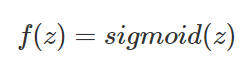 f(z) = sigmoid(z)